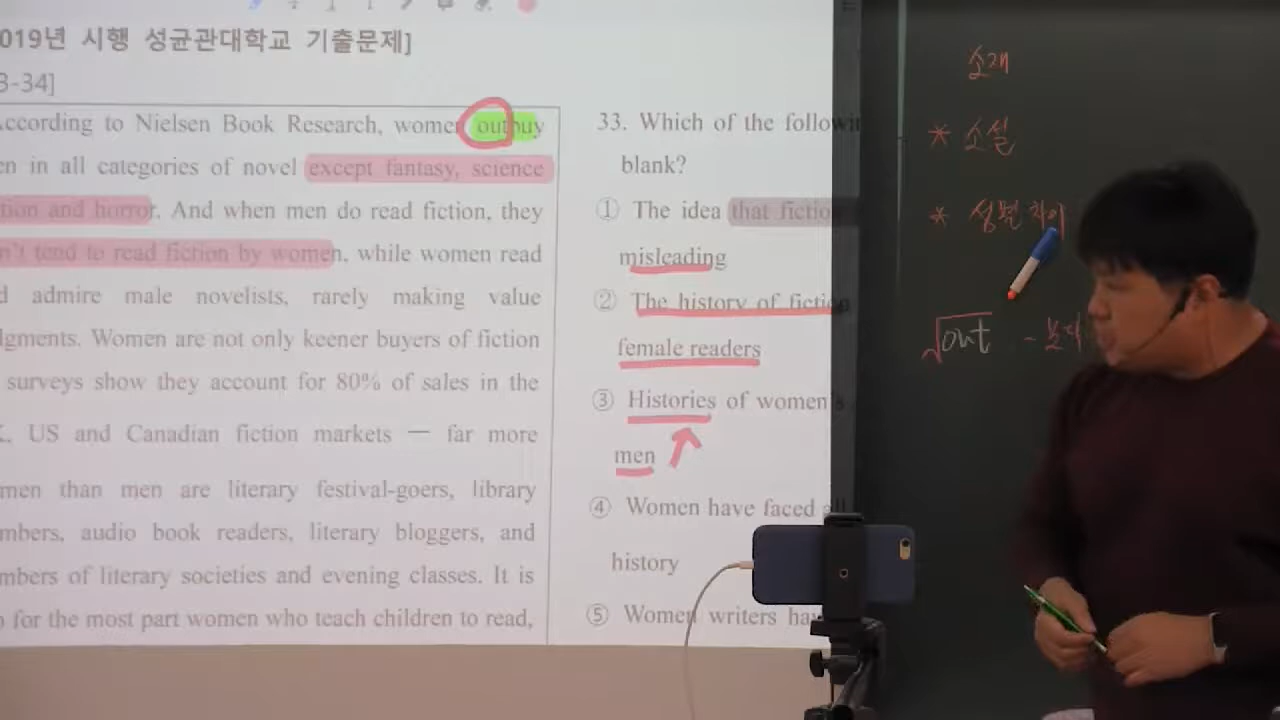 019년 시행 성균관대학교 기출문제]
3-34]
ccording to Nielsen Book Research, women outbuy
en in all categories of novel except fantasy, science
tion and horror. And when men do read fiction, they
n't tend to read fiction by women, while women read
d admire male novelists, rarely making value
dgments. Women are not only keener buyers of fiction
surveys show they account for 80% of sales in the
K, US and Canadian fiction markets — far more
men than men are literary festival-goers, library
mbers, audio book readers, literary bloggers, and
mbers of literary societies and evening classes. It is
o for the most part women who teach children to read,
33. Which of the followin
blank?
① The idea that fiction
misleading
② The history of fiction
female readers
③ Histories of women's
men
④ Women have faced all
history
⑤ Women writers hav
소재
* 소설
* 성별 차이
out